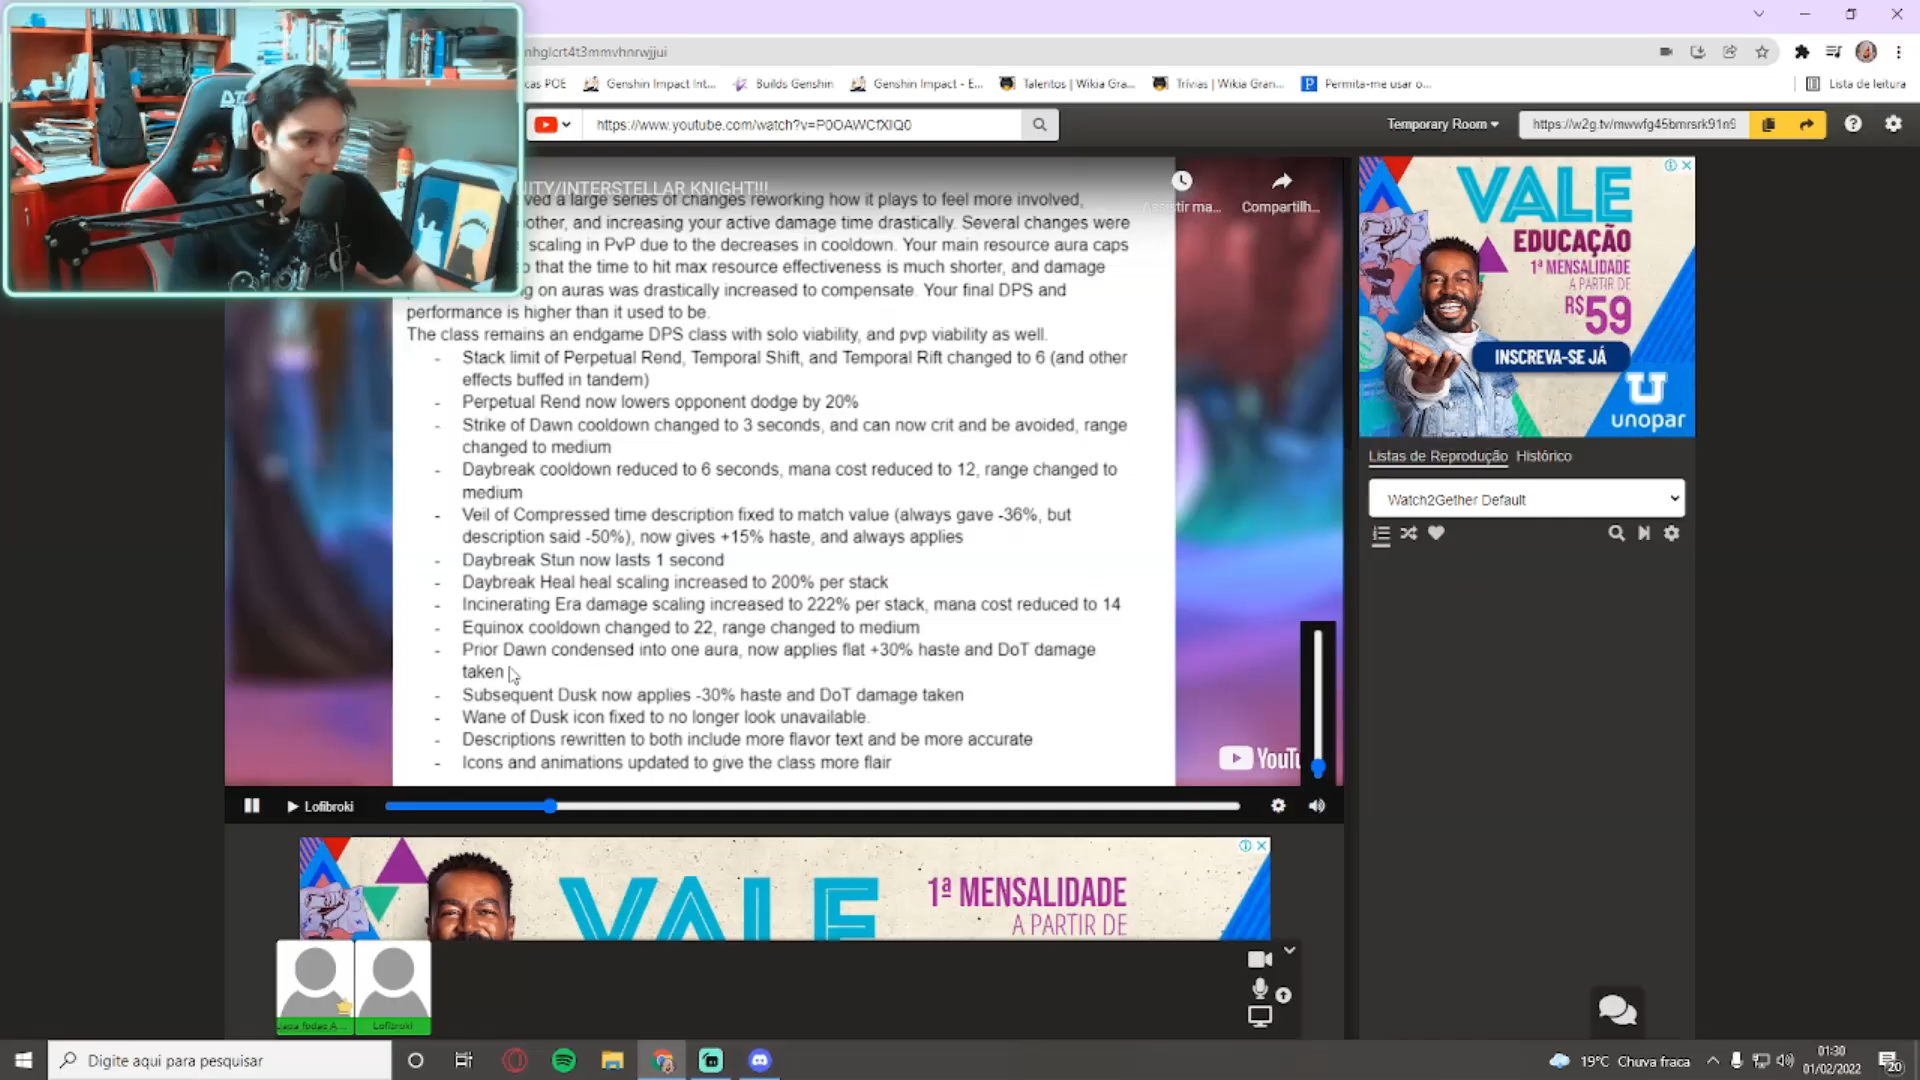 nhglcrt4t3mmvhnrwjjui
cas POE
Genshin Impact Int...
Builds Genshin
Genshin Impact - E...
Talentos | Wikia Gra...
Trívias | Wikia Gran...
Permita-me usar o...
Lista de leitura
https://www.youtube.com/watch?v=P0OAWCfXIQ0
Temporary Room
https://w2g.tv/mwwfg45bmrsrk91n9
NITY/INTERSTELLAR KNIGHT!!!
Assistir ma...
Compartilh...
ved a large series of changes reworking how it plays to feel more involved,
other, and increasing your active damage time drastically. Several changes were
scaling in PvP due to the decreases in cooldown. Your main resource aura caps
o that the time to hit max resource effectiveness is much shorter, and damage
ng on auras was drastically increased to compensate. Your final DPS and
performance is higher than it used to be.
The class remains an endgame DPS class with solo viability, and pvp viability as well.
- Stack limit of Perpetual Rend, Temporal Shift, and Temporal Rift changed to 6 (and other
effects buffed in tandem)
- Perpetual Rend now lowers opponent dodge by 20%
- Strike of Dawn cooldown changed to 3 seconds, and can now crit and be avoided, range
changed to medium
- Daybreak cooldown reduced to 6 seconds, mana cost reduced to 12, range changed to
medium
- Veil of Compressed time description fixed to match value (always gave -36%, but
description said -50%), now gives +15% haste, and always applies
- Daybreak Stun now lasts 1 second
- Daybreak Heal heal scaling increased to 200% per stack
- Incinerating Era damage scaling increased to 222% per stack, mana cost reduced to 14
- Equinox cooldown changed to 22, range changed to medium
- Prior Dawn condensed into one aura, now applies flat +30% haste and DoT damage
taken
- Subsequent Dusk now applies -30% haste and DoT damage taken
- Wane of Dusk icon fixed to no longer look unavailable.
- Descriptions rewritten to both include more flavor text and be more accurate
- Icons and animations updated to give the class more flair
YouTu
Lofibroki
VALE
EDUCAÇÃO
1ª MENSALIDADE
A PARTIR DE
R$59
INSCREVA-SE JÁ
unopar
Listas de Reprodução
Histórico
Watch2Gether Default
VALE
1ª MENSALIDADE
A PARTIR DE
Lofibroki
Digite aqui para pesquisar
19°C Chuva fraca
01:30
01/02/2022
20